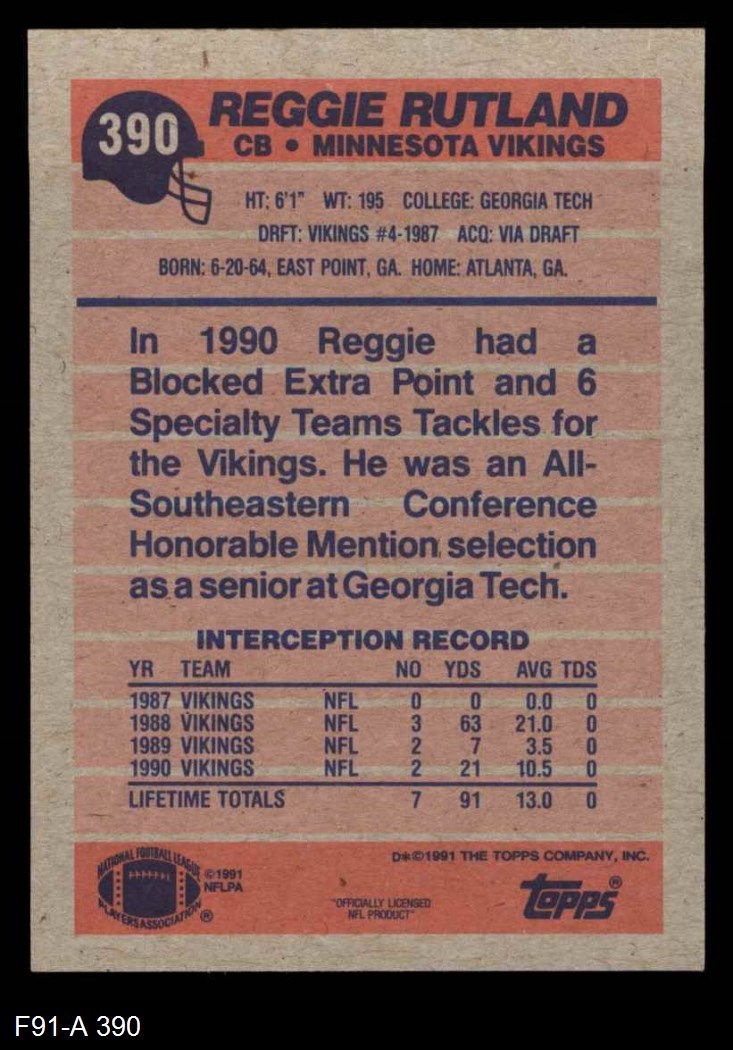 390
REGGIE RUTLAND
CB • MINNESOTA VIKINGS
HT: 6'1" WT: 195 COLLEGE: GEORGIA TECH
DRFT: VIKINGS #4-1987 ACQ: VIA DRAFT
BORN: 6-20-64, EAST POINT, GA. HOME: ATLANTA, GA.
In 1990 Reggie had a
Blocked Extra Point and 6
Specialty Teams Tackles for
the Vikings. He was an All-
Southeastern Conference
Honorable Mention selection
as a senior at Georgia Tech.
INTERCEPTION RECORD
YR TEAM NO YDS AVG TDS
1987 VIKINGS NFL 0 0 0.0 0
1988 VIKINGS NFL 3 63 21.0 0
1989 VIKINGS NFL 2 7 3.5 0
1990 VIKINGS NFL 2 21 10.5 0
LIFETIME TOTALS 7 91 13.0 0
NATIONAL FOOTBALL LEAGUE
PLAYERS ASSOCIATION ®
©1991
NFLPA
D*©1991 THE TOPPS COMPANY, INC.
"OFFICIALLY LICENSED
NFL PRODUCT"
topps®
F91-A 390